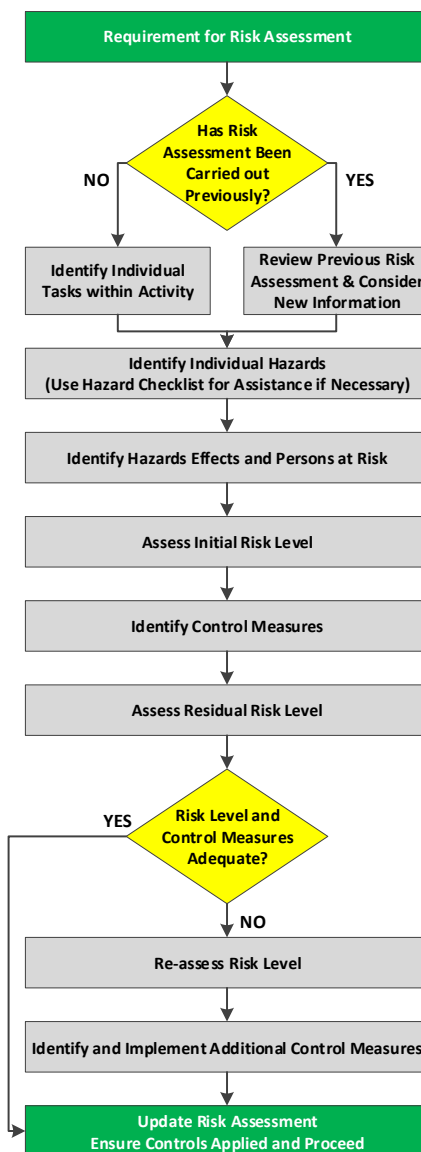 Requirement for Risk Assessment
Has Risk
Assessment Been
Carried out
Previously?
NO
YES
Identify Individual
Tasks within Activity
Review Previous Risk
Assessment & Consider
New Information
Identify Individual Hazards
(Use Hazard Checklist for Assistance if Necessary)
Identify Hazards Effects and Persons at Risk
Assess Initial Risk Level
Identify Control Measures
Assess Residual Risk Level
Risk Level and
Control Measures
Adequate?
YES
NO
Re-assess Risk Level
Identify and Implement Additional Control Measures
Update Risk Assessment
Ensure Controls Applied and Proceed